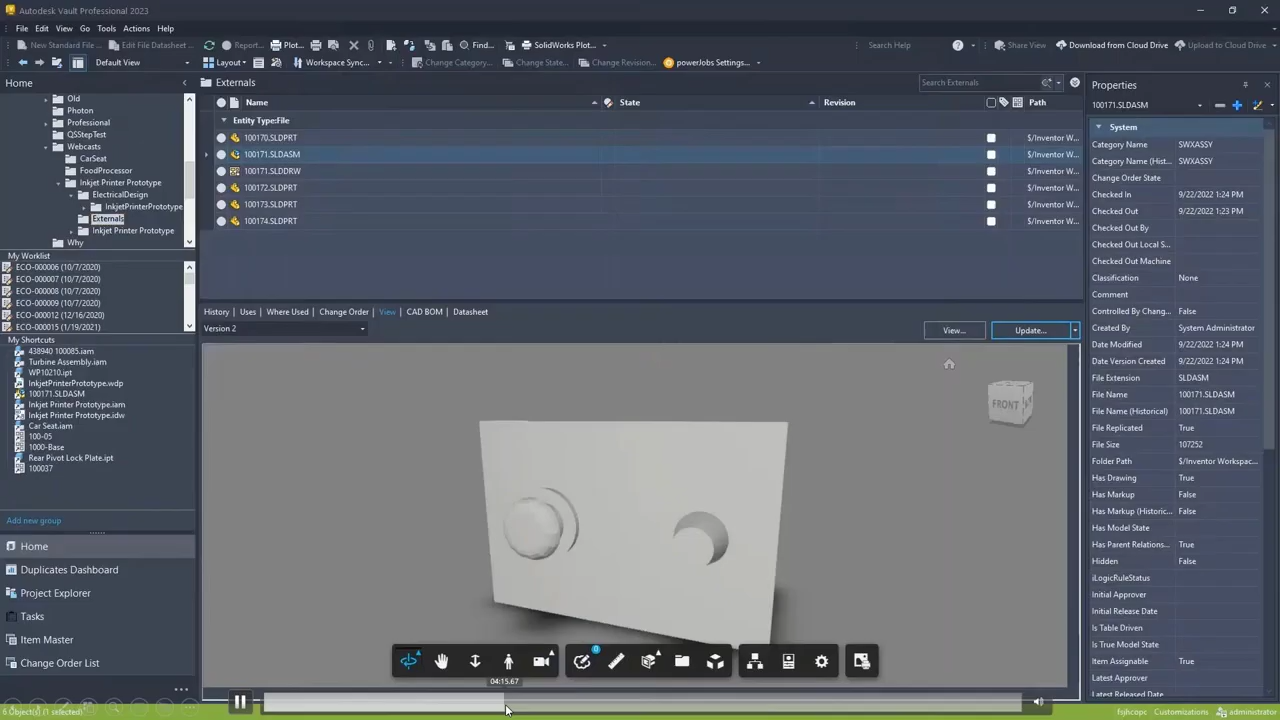 Autodesk Vault Professional 2023
File Edit View Go Tools Actions Help
New Standard File... Edit File Datasheet... Report... Plot... Find... SolidWorks Plot... Search Help Share View Download from Cloud Drive Upload to Cloud Drive
Default View Layout Workspace Sync... Change Category... Change State... Change Revision... powerJobs Settings...
Home
Old
Photon
Professional
QSStepTest
Webcasts
CarSeat
FoodProcessor
Inkjet Printer Prototype
ElectricalDesign
InkjetPrinterPrototype
Externals
Inkjet Printer Prototype
Why
My Worklist
ECO-000006 (10/7/2020)
ECO-000007 (10/7/2020)
ECO-000008 (10/7/2020)
ECO-000009 (10/7/2020)
ECO-000012 (12/16/2020)
ECO-000015 (1/19/2021)
My Shortcuts
438940 100085.iam
Turbine Assembly.iam
WP10210.ipt
InkjetPrinterPrototype.wdp
100171.SLDASM
Inkjet Printer Prototype.iam
Inkjet Printer Prototype.idw
Car Seat.iam
100-05
1000-Base
Rear Pivot Lock Plate.ipt
100037
Add new group
Home
Duplicates Dashboard
Project Explorer
Tasks
Item Master
Change Order List
6 Object(s) (1 selected)
Externals
Search Externals
Name State Revision Path
Entity Type:File
100170.SLDPRT $/Inventor W...
100171.SLDASM $/Inventor W...
100171.SLDDRW $/Inventor W...
100172.SLDPRT $/Inventor W...
100173.SLDPRT $/Inventor W...
100174.SLDPRT $/Inventor W...
History Uses Where Used Change Order View CAD BOM Datasheet
Version 2 View... Update...
FRONT
0
04:15.67
Properties
100171.SLDASM
System
Category Name SWXASSY
Category Name (Hist... SWXASSY
Change Order State
Checked In 9/22/2022 1:24 PM
Checked Out 9/22/2022 1:23 PM
Checked Out By
Checked Out Local S...
Checked Out Machine
Classification None
Comment
Controlled By Chang... False
Created By System Administrator
Date Modified 9/22/2022 1:24 PM
Date Version Created 9/22/2022 1:24 PM
File Extension SLDASM
File Name 100171.SLDASM
File Name (Historical) 100171.SLDASM
File Replicated True
File Size 107252
Folder Path $/Inventor Workspac...
Has Drawing True
Has Markup False
Has Markup (Historic... False
Has Model State
Has Parent Relations... True
Hidden False
iLogicRuleStatus
Initial Approver
Initial Release Date
Is Table Driven
Is True Model State
Item Assignable True
Latest Approver
Latest Released Date
fsjhcopc Customizations administrator